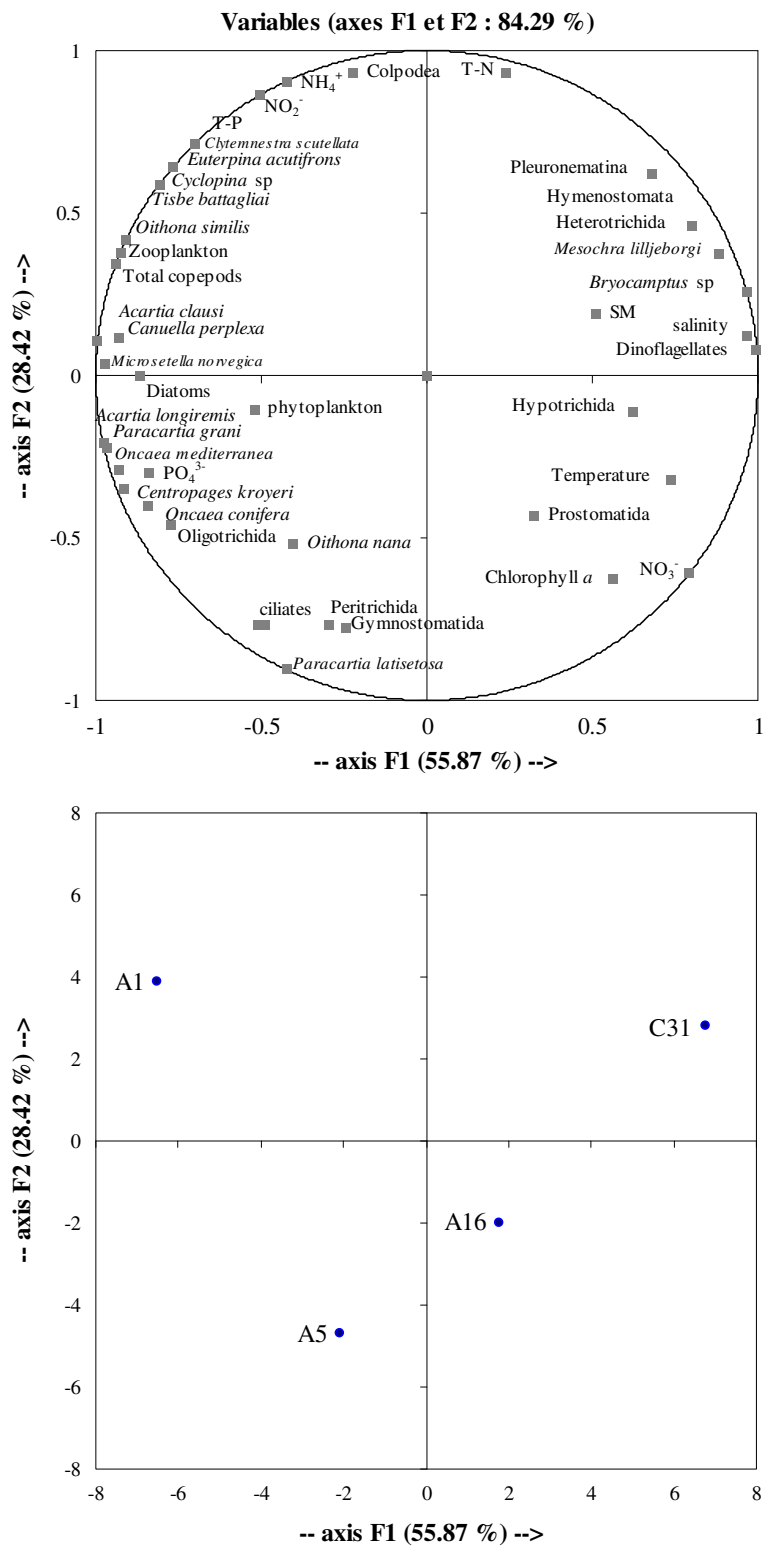 Variables (axes F1 et F2 : 84.29 %)
1
Colpodea
T-N
NH₄⁺
NO₂⁻
T-P
Clytemnestra scutellata
Euterpina acutifrons
Pleuronematina
Cyclopina sp
Tisbe battagliai
Hymenostomata
0.5
Heterotrichida
Oithona similis
Mesochra lilljeborgi
Zooplankton
Total copepods
Bryocamptus sp
Acartia clausi
SM
Canuella perplexa
salinity
Dinoflagellates
Microsetella norvegica
0
Diatoms
phytoplankton
Hypotrichida
Acartia longiremis
Paracartia grani
Oncaea mediterranea
PO₄³⁻
Temperature
Centropages kroyeri
Oncaea conifera
Prostomatida
Oligotrichida
-0.5
Oithona nana
NO₃⁻
Chlorophyll a
ciliates
Peritrichida
Gymnostomatida
Paracartia latisetosa
-1
-- axis F2 (28.42 %) -->
-1 -0.5 0 0.5 1
-- axis F1 (55.87 %) -->
8
6
4
A1
C31
2
0
A16
-2
-4
A5
-6
-8
-- axis F2 (28.42 %) -->
-8 -6 -4 -2 0 2 4 6 8
-- axis F1 (55.87 %) -->